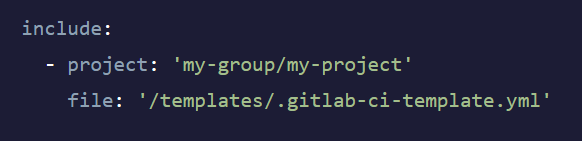 include:
  - project: 'my-group/my-project'
    file: '/templates/.gitlab-ci-template.yml'